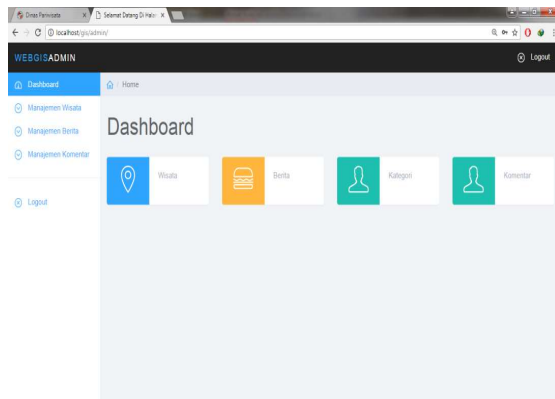 Dinas Pariwisata
Selamat Datang Di Hala
localhost/gis/admin/
WEBGISADMIN
Logout
Dashboard
Home
Manajemen Wisata
Manajemen Berita
Manajemen Komentar
Logout
Dashboard
Wisata
Berita
Kategori
Komentar